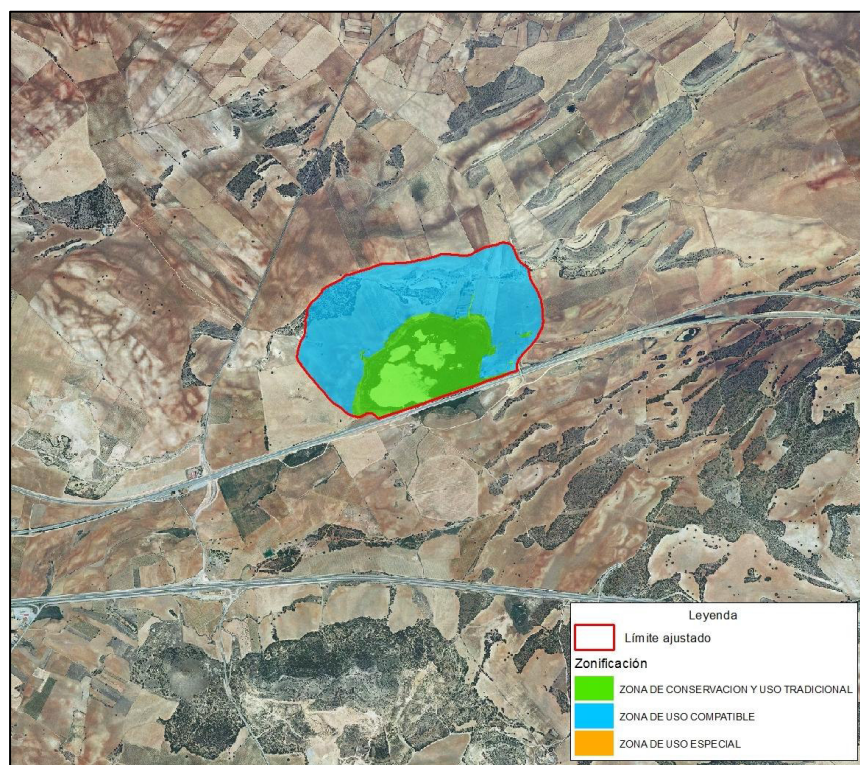 Leyenda
Límite ajustado
Zonificación
ZONA DE CONSERVACION Y USO TRADICIONAL
ZONA DE USO COMPATIBLE
ZONA DE USO ESPECIAL